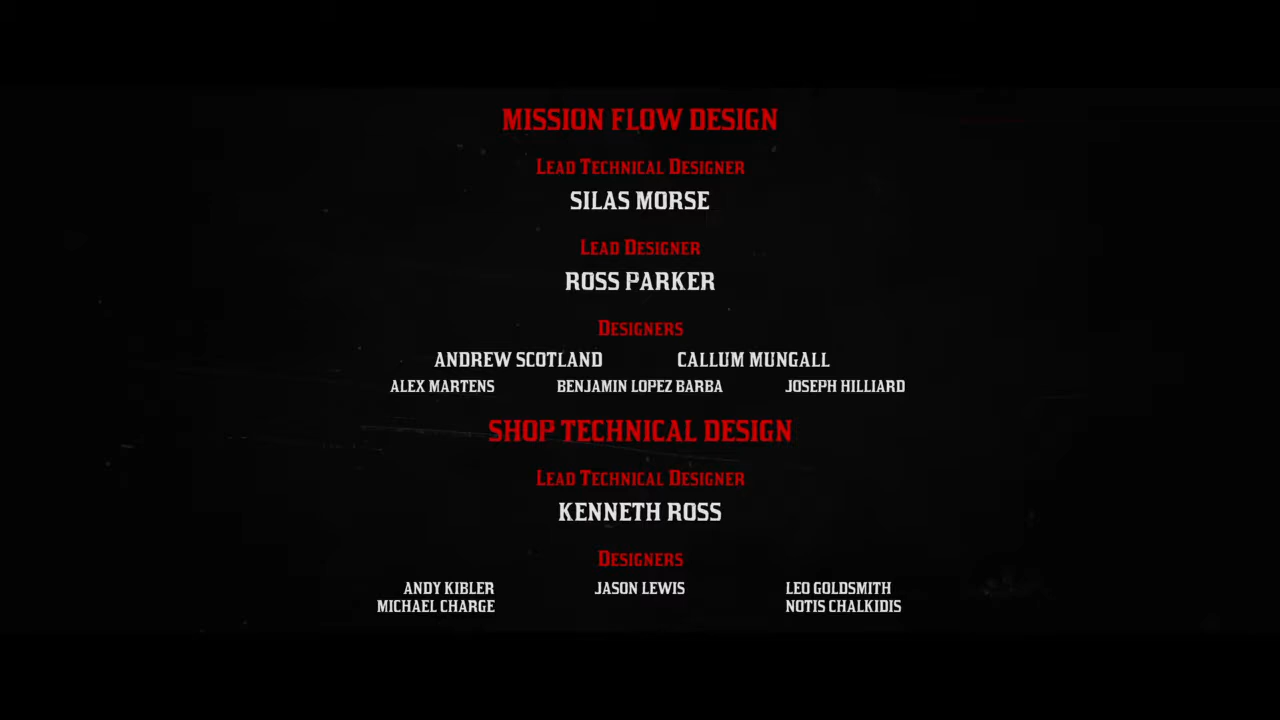 MISSION FLOW DESIGN
LEAD TECHNICAL DESIGNER
SILAS MORSE
LEAD DESIGNER
ROSS PARKER
DESIGNERS
ANDREW SCOTLAND CALLUM MUNGALL
ALEX MARTENS BENJAMIN LOPEZ BARBA JOSEPH HILLIARD
SHOP TECHNICAL DESIGN
LEAD TECHNICAL DESIGNER
KENNETH ROSS
DESIGNERS
ANDY KIBLER JASON LEWIS LEO GOLDSMITH
MICHAEL CHARGE NOTIS CHALKIDIS